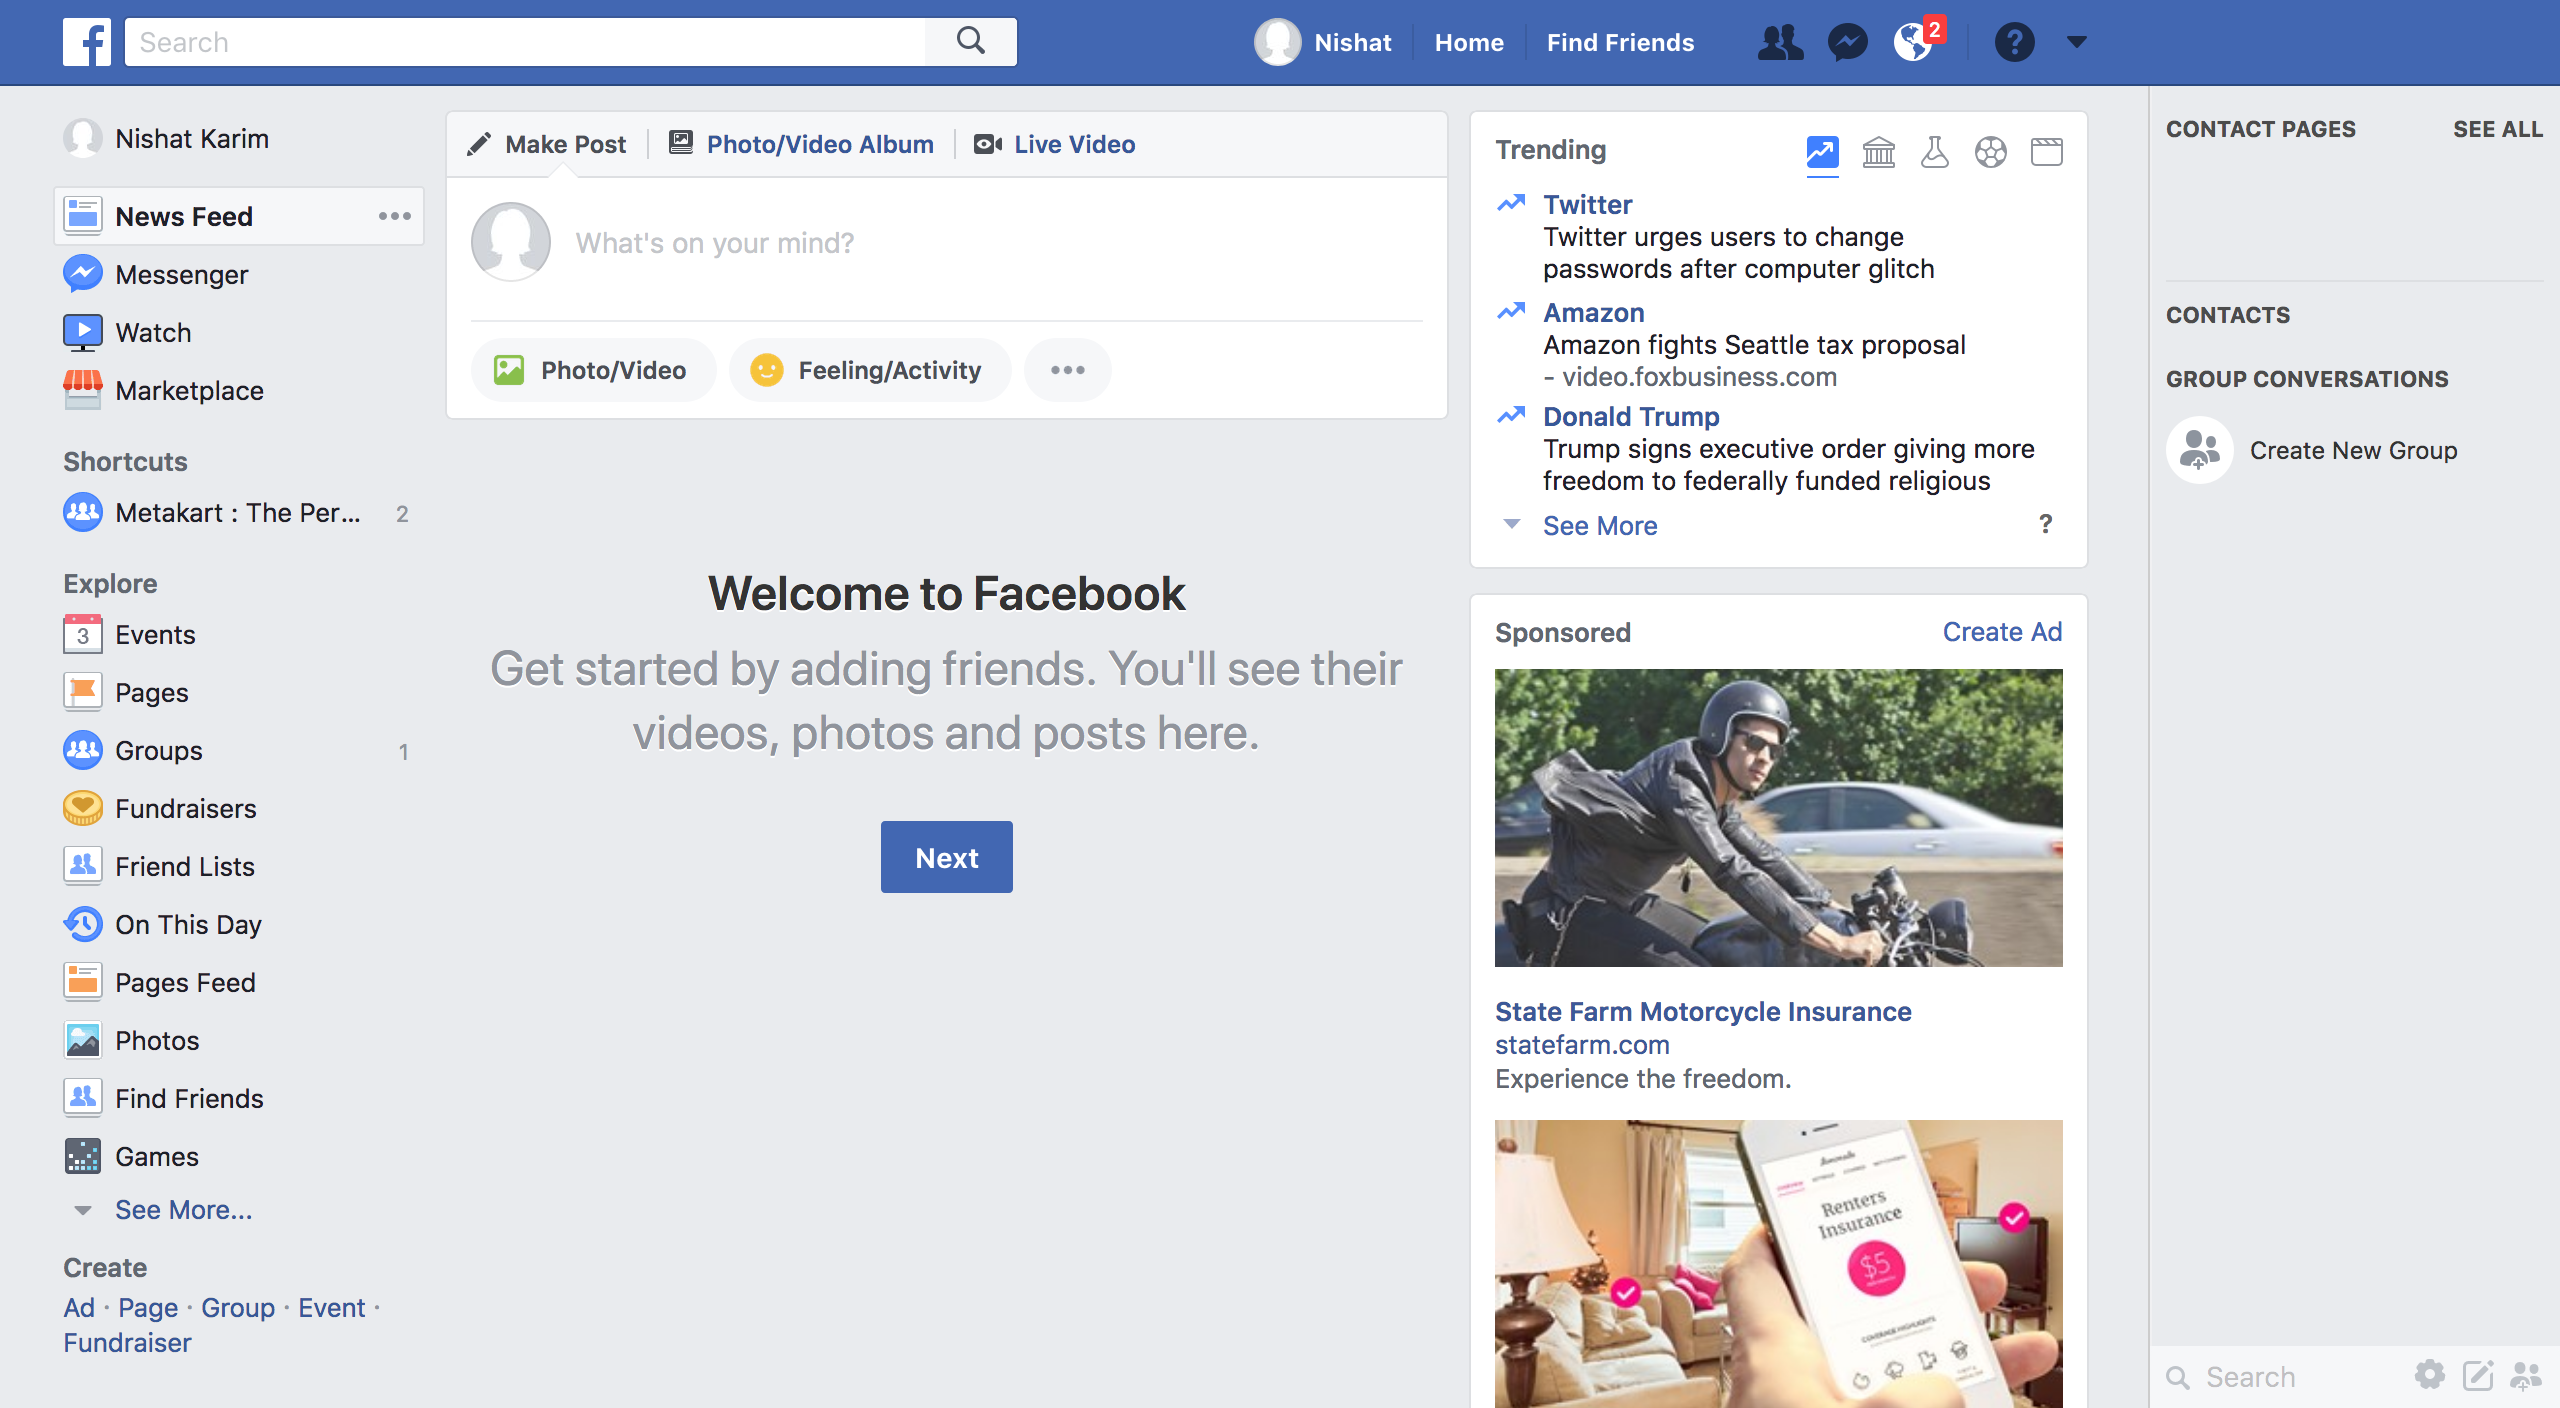 Search
Nishat
Home
Find Friends
2
Nishat Karim
News Feed
Messenger
Watch
Marketplace
Shortcuts
Metakart : The Per...
2
Explore
3
Events
Pages
Groups
1
Fundraisers
Friend Lists
On This Day
Pages Feed
Photos
Find Friends
Games
See More...
Create
Ad · Page · Group · Event ·
Fundraiser
Make Post
Photo/Video Album
Live Video
What's on your mind?
Photo/Video
Feeling/Activity
Welcome to Facebook
Get started by adding friends. You'll see their
videos, photos and posts here.
Next
Trending
Twitter
Twitter urges users to change
passwords after computer glitch
Amazon
Amazon fights Seattle tax proposal
- video.foxbusiness.com
Donald Trump
Trump signs executive order giving more
freedom to federally funded religious
See More
?
Sponsored
Create Ad
State Farm Motorcycle Insurance
statefarm.com
Experience the freedom.
Renters
Insurance
$5
COVERAGE HIGHLIGHTS
CONTACT PAGES
SEE ALL
CONTACTS
GROUP CONVERSATIONS
Create New Group
Search